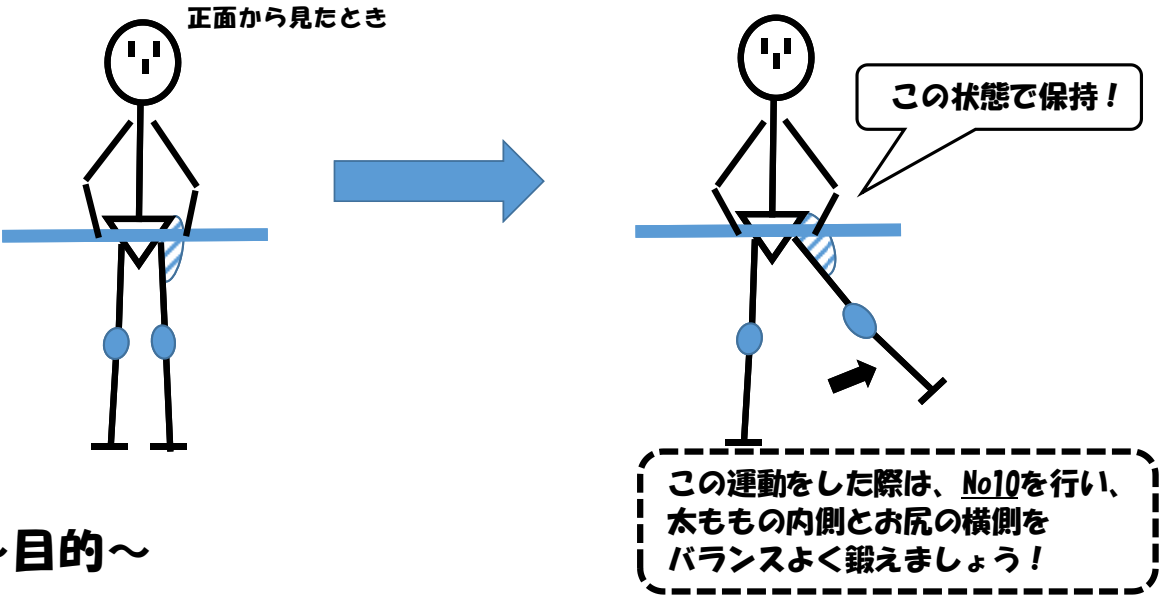 正面から見たとき
この状態で保持！
この運動をした際は、No10を行い、
太ももの内側とお尻の横側を
バランスよく鍛えましょう！
～目的～